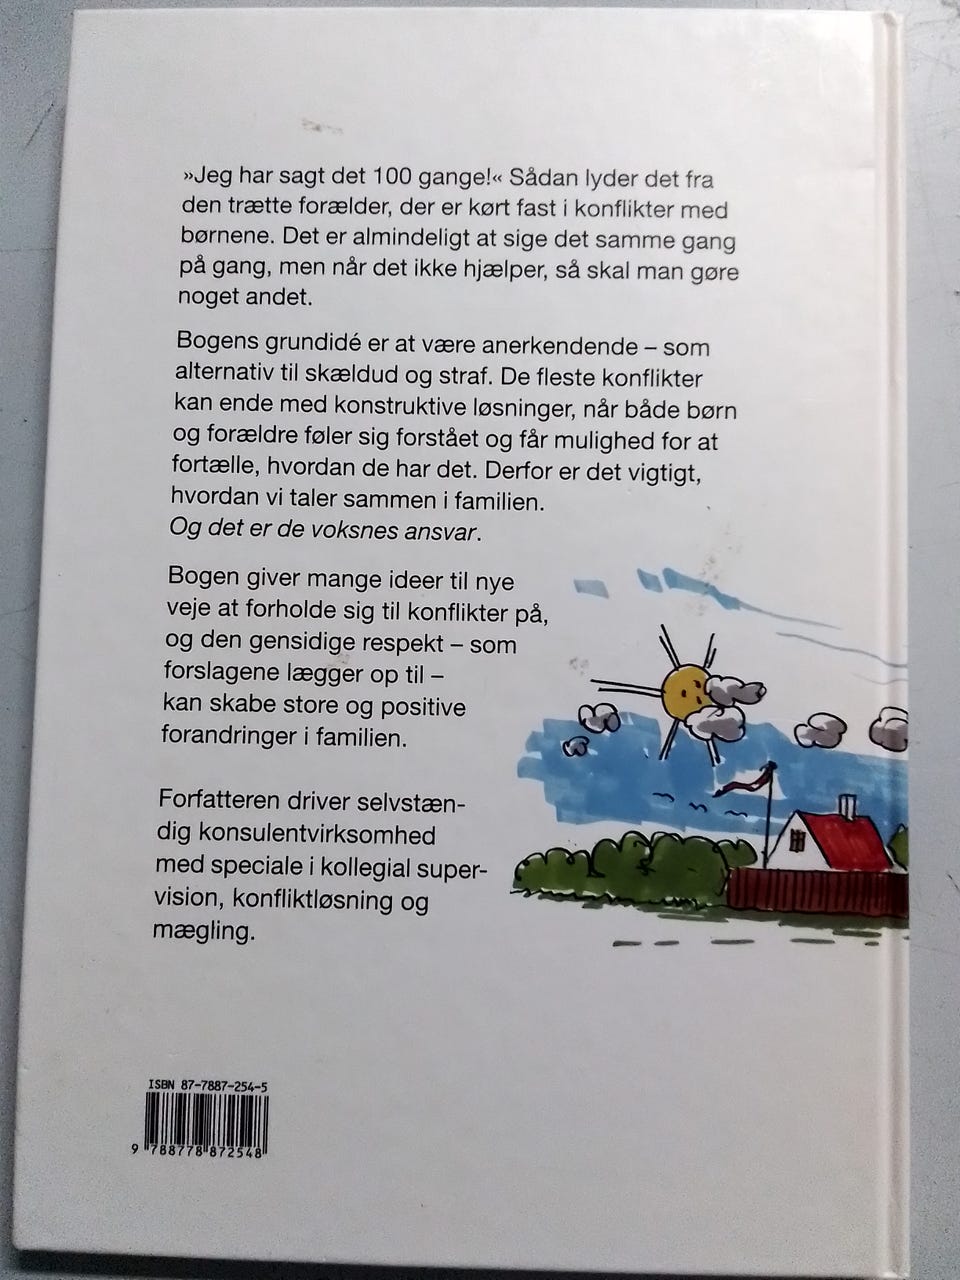 »Jeg har sagt det 100 gange!« Sådan lyder det fra
den trætte forælder, der er kørt fast i konflikter med
børnene. Det er almindeligt at sige det samme gang
på gang, men når det ikke hjælper, så skal man gøre
noget andet.
Bogens grundidé er at være anerkendende – som
alternativ til skældud og straf. De fleste konflikter
kan ende med konstruktive løsninger, når både børn
og forældre føler sig forstået og får mulighed for at
fortælle, hvordan de har det. Derfor er det vigtigt,
hvordan vi taler sammen i familien.
Og det er de voksnes ansvar.
Bogen giver mange ideer til nye
veje at forholde sig til konflikter på,
og den gensidige respekt – som
forslagene lægger op til –
kan skabe store og positive
forandringer i familien.
Forfatteren driver selvstæn-
dig konsulentvirksomhed
med speciale i kollegial super-
vision, konfliktløsning og
mægling.
ISBN 87-7887-254-5
9 788778 872548